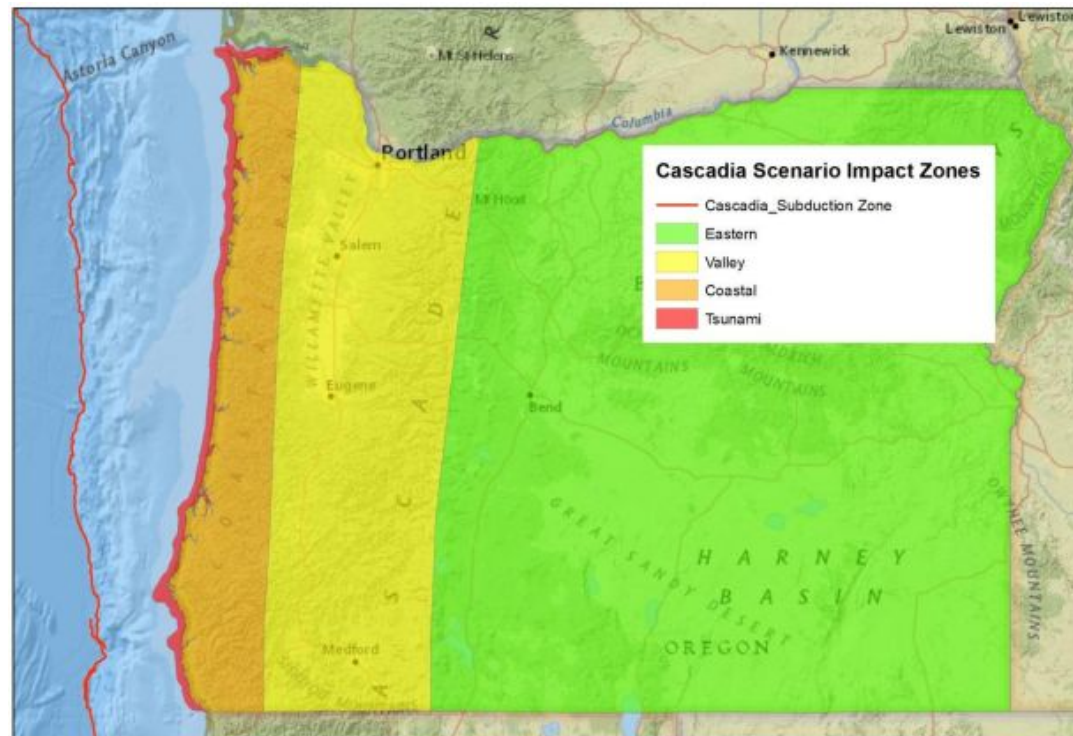 Astoria Canyon
Mt St Helens
Kennewick
Lewiston
Lewiston
Columbia
Portland
Mt Hood
Salem
WILLAMETTE VALLEY
Eugene
Bend
Medford
CASCADE
MOUNTAINS
MOUNTAINS
MOUNTAINS
GREAT SANDY DESERT
HARNEY
BASIN
OREGON
OWYHEE MOUNTAINS
Cascadia Scenario Impact Zones
Cascadia_Subduction Zone
Eastern
Valley
Coastal
Tsunami